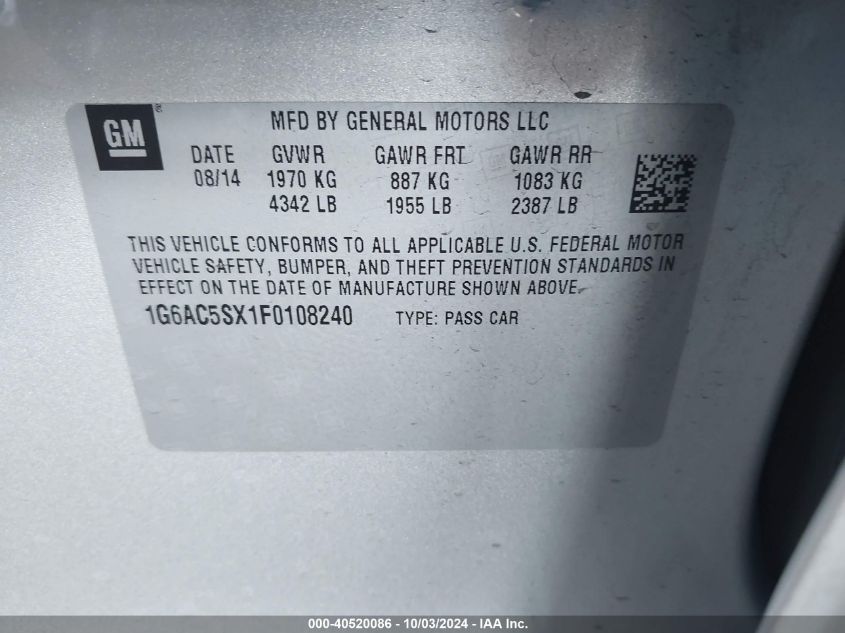 GM ®
MFD BY GENERAL MOTORS LLC
DATE GVWR GAWR FRT GAWR RR
08/14 1970 KG 887 KG 1083 KG
4342 LB 1955 LB 2387 LB
THIS VEHICLE CONFORMS TO ALL APPLICABLE U.S. FEDERAL MOTOR
VEHICLE SAFETY, BUMPER, AND THEFT PREVENTION STANDARDS IN
EFFECT ON THE DATE OF MANUFACTURE SHOWN ABOVE.
1G6AC5SX1F0108240 TYPE: PASS CAR
000-40520086 - 10/03/2024 - IAA Inc.